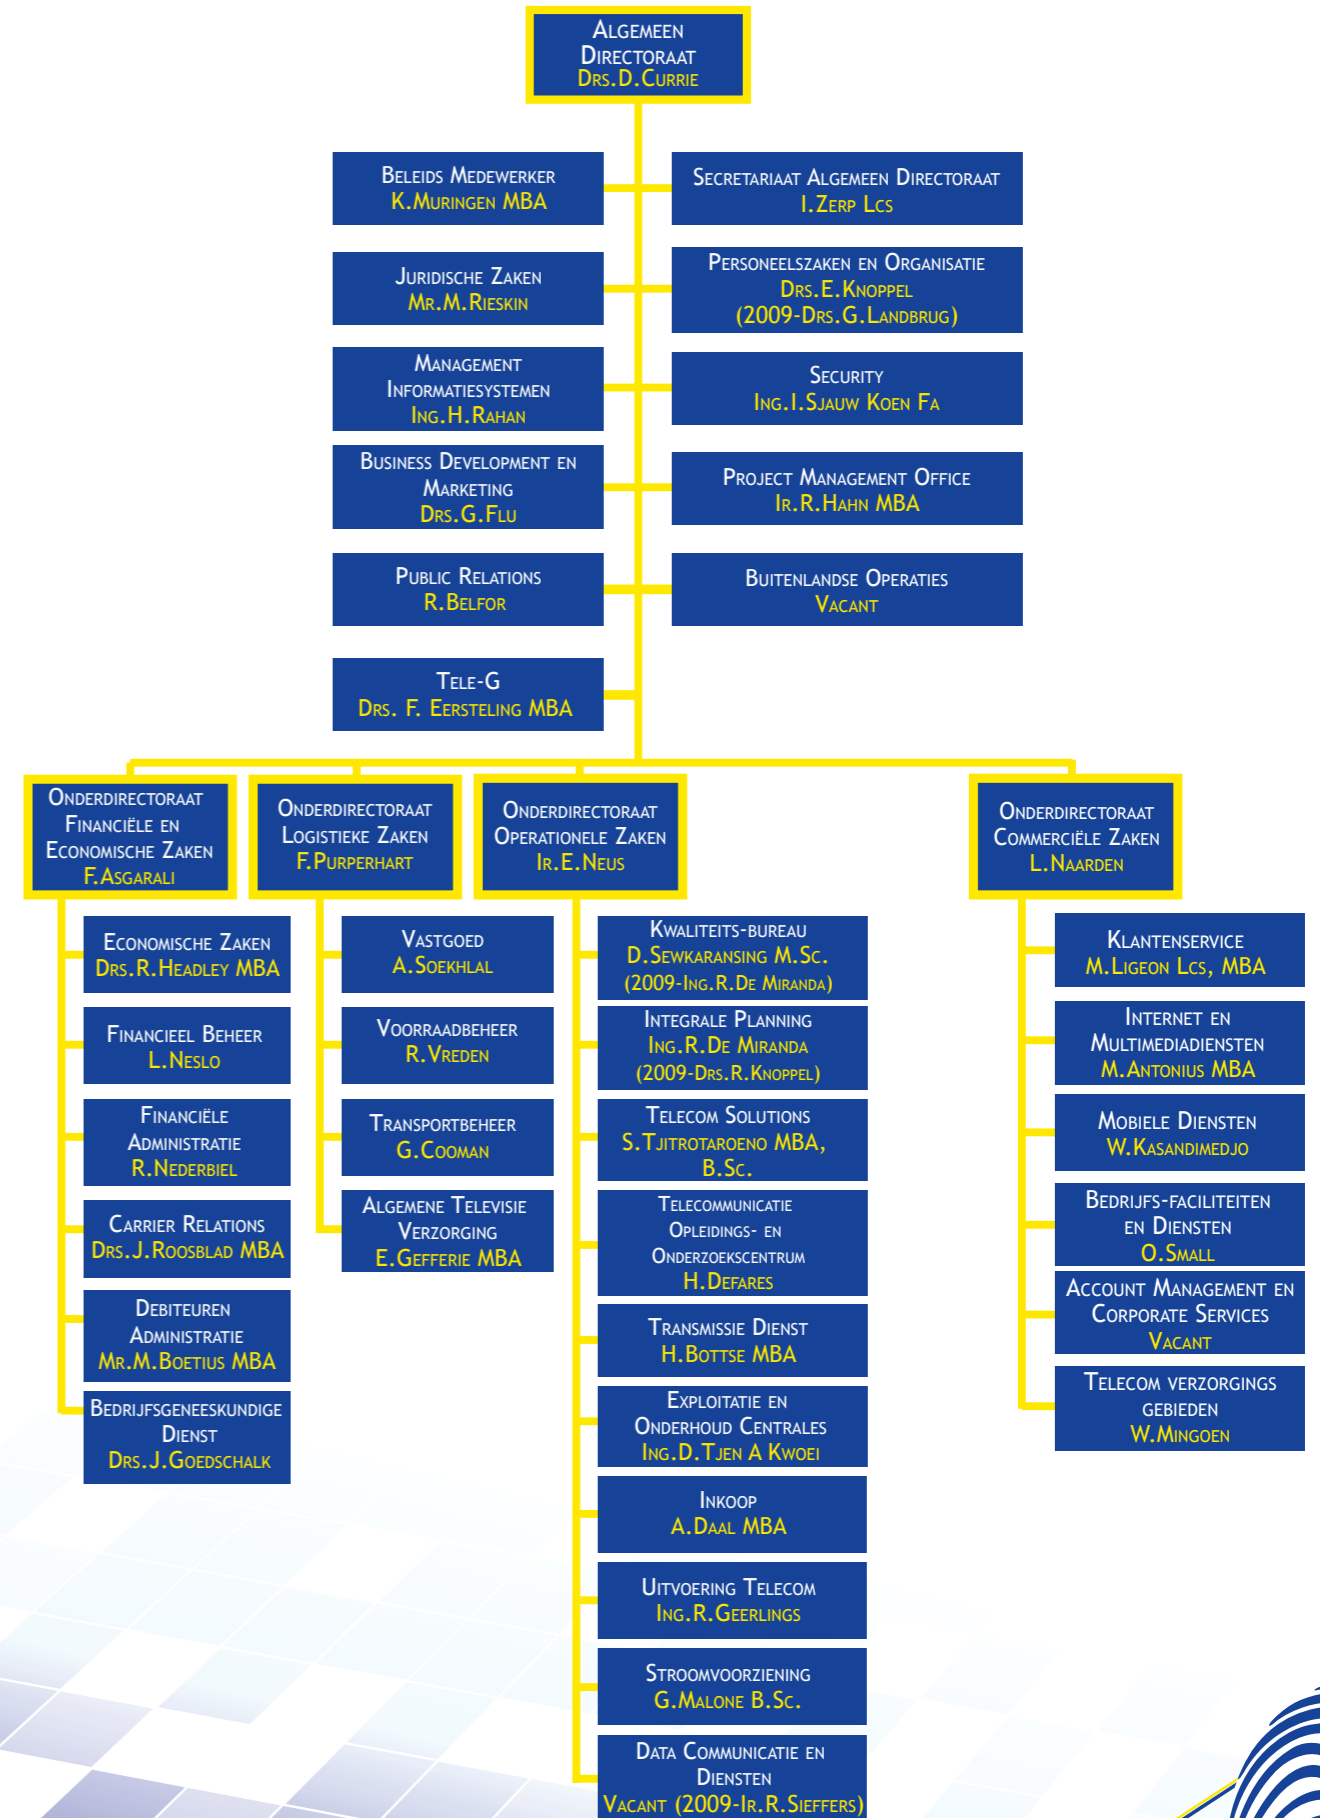 Algemeen
Directoraat
Drs.D.Currie
Beleids Medewerker
K.Muringen MBA
Secretariaat Algemeen Directoraat
I.Zerp Lcs
Juridische Zaken
Mr.M.Rieskin
Personeelszaken en Organisatie
Drs.E.Knoppel
(2009-Drs.G.Landbrug)
Management
Informatiesystemen
Ing.H.Rahan
Security
Ing.I.Sjauw Koen Fa
Business Development en
Marketing
Drs.G.Flu
Project Management Office
Ir.R.Hahn MBA
Public Relations
R.Belfor
Buitenlandse Operaties
Vacant
Tele-G
Drs. F. Eersteling MBA
Onderdirectoraat
Financiële en
Economische Zaken
F.Asgarali
Economische Zaken
Drs.R.Headley MBA
Financieel Beheer
L.Neslo
Financiële
Administratie
R.Nederbiel
Carrier Relations
Drs.J.Roosblad MBA
Debiteuren
Administratie
Mr.M.Boetius MBA
Bedrijfsgeneeskundige
Dienst
Drs.J.Goedschalk
Onderdirectoraat
Logistieke Zaken
F.Purperhart
Vastgoed
A.Soekhlal
Voorraadbeheer
R.Vreden
Transportbeheer
G.Cooman
Algemene Televisie
Verzorging
E.Gefferie MBA
Onderdirectoraat
Operationele Zaken
Ir.E.Neus
Kwaliteits-bureau
D.Sewkaransing M.Sc.
(2009-Ing.R.De Miranda)
Integrale Planning
Ing.R.De Miranda
(2009-Drs.R.Knoppel)
Telecom Solutions
S.Tjitrotaroeno MBA,
B.Sc.
Telecommunicatie
Opleidings- en
Onderzoekscentrum
H.Defares
Transmissie Dienst
H.Bottse MBA
Exploitatie en
Onderhoud Centrales
Ing.D.Tjen A Kwoei
Inkoop
A.Daal MBA
Uitvoering Telecom
Ing.R.Geerlings
Stroomvoorziening
G.Malone B.Sc.
Data Communicatie en
Diensten
Vacant (2009-Ir.R.Sieffers)
Onderdirectoraat
Commerciële Zaken
L.Naarden
Klantenservice
M.Ligeon Lcs, MBA
Internet en
Multimediadiensten
M.Antonius MBA
Mobiele Diensten
W.Kasandimedjo
Bedrijfs-faciliteiten
en Diensten
O.Small
Account Management en
Corporate Services
Vacant
Telecom verzorgings
gebieden
W.Mingoen